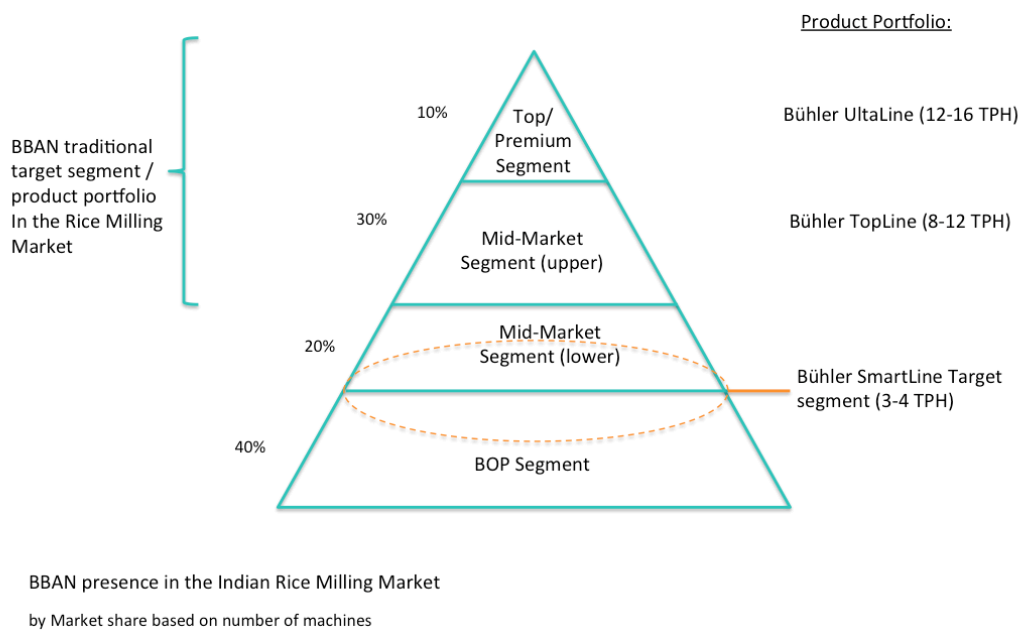 Product Portfolio:
10%
Top/
Premium
Segment
Bühler UltaLine (12-16 TPH)
BBAN traditional
target segment /
product portfolio
In the Rice Milling
Market
30%
Mid-Market
Segment (upper)
Bühler TopLine (8-12 TPH)
20%
Mid-Market
Segment (lower)
Bühler SmartLine Target
segment (3-4 TPH)
40%
BOP Segment
BBAN presence in the Indian Rice Milling Market
by Market share based on number of machines